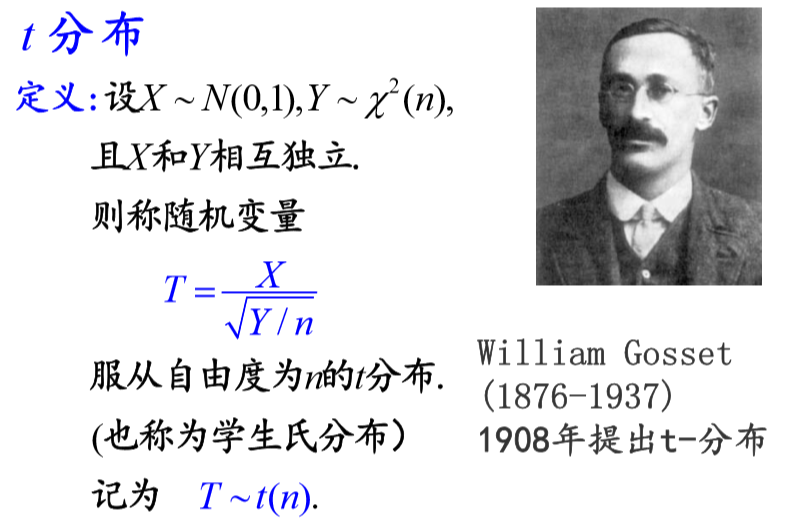 t 分布
定义:设X ~ N(0,1),Y ~ χ²(n),
且X和Y相互独立.
则称随机变量
T = X / √(Y / n)
服从自由度为n的t分布.
(也称为学生氏分布）
记为 T ~ t(n).
William Gosset
(1876-1937)
1908年提出t-分布